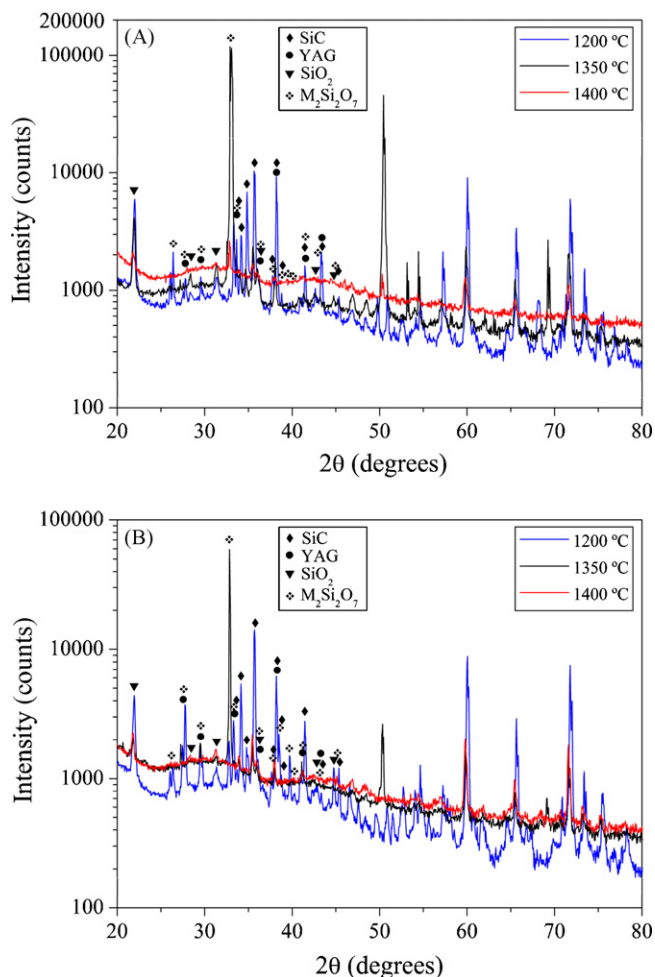 (A)
SiC
YAG
SiO₂
M₂Si₂O₇
1200 ºC
1350 ºC
1400 ºC
200000
100000
10000
1000
100
Intensity (counts)
20 30 40 50 60 70 80
2θ (degrees)
(B)
SiC
YAG
SiO₂
M₂Si₂O₇
1200 ºC
1350 ºC
1400 ºC
100000
10000
1000
100
Intensity (counts)
20 30 40 50 60 70 80
2θ (degrees)